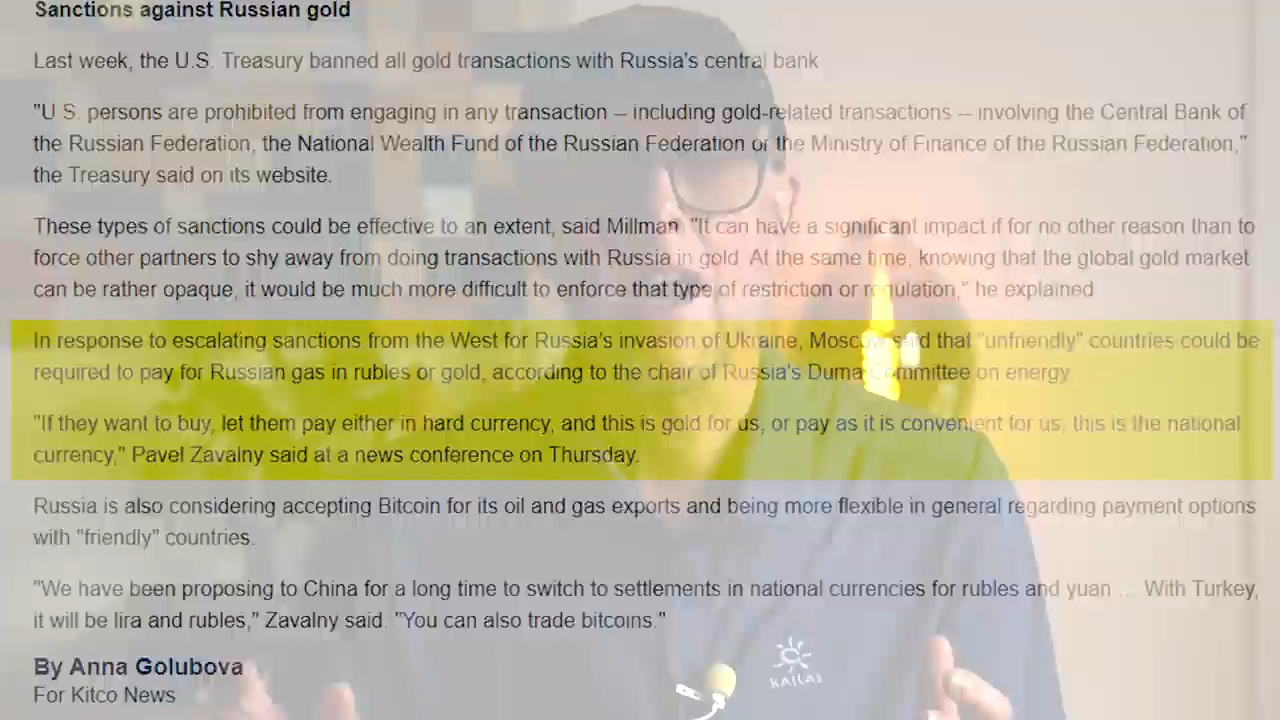 Sanctions against Russian gold
Last week, the U.S. Treasury banned all gold transactions with Russia's central bank
"U S. persons are prohibited from engaging in any transaction – including gold-related transactions – involving the Central Bank of
the Russian Federation, the National Wealth Fund of the Russian Federation or the Ministry of Finance of the Russian Federation,"
the Treasury said on its website.
These types of sanctions could be effective to an extent, said Millman "It can have a significant impact if for no other reason than to
force other partners to shy away from doing transactions with Russia in gold At the same time, knowing that the global gold market
can be rather opaque, it would be much more difficult to enforce that type of restriction or regulation," he explained
In response to escalating sanctions from the West for Russia's invasion of Ukraine, Moscow said that "unfriendly" countries could be
required to pay for Russian gas in rubles or gold, according to the chair of Russia's Duma Committee on energy
"If they want to buy, let them pay either in hard currency, and this is gold for us, or pay as it is convenient for us, this is the national
currency," Pavel Zavalny said at a news conference on Thursday.
Russia is also considering accepting Bitcoin for its oil and gas exports and being more flexible in general regarding payment options
with "friendly" countries.
"We have been proposing to China for a long time to switch to settlements in national currencies for rubles and yuan ... With Turkey,
it will be lira and rubles," Zavalny said. "You can also trade bitcoins."
By Anna Golubova
For Kitco News
KAILAS